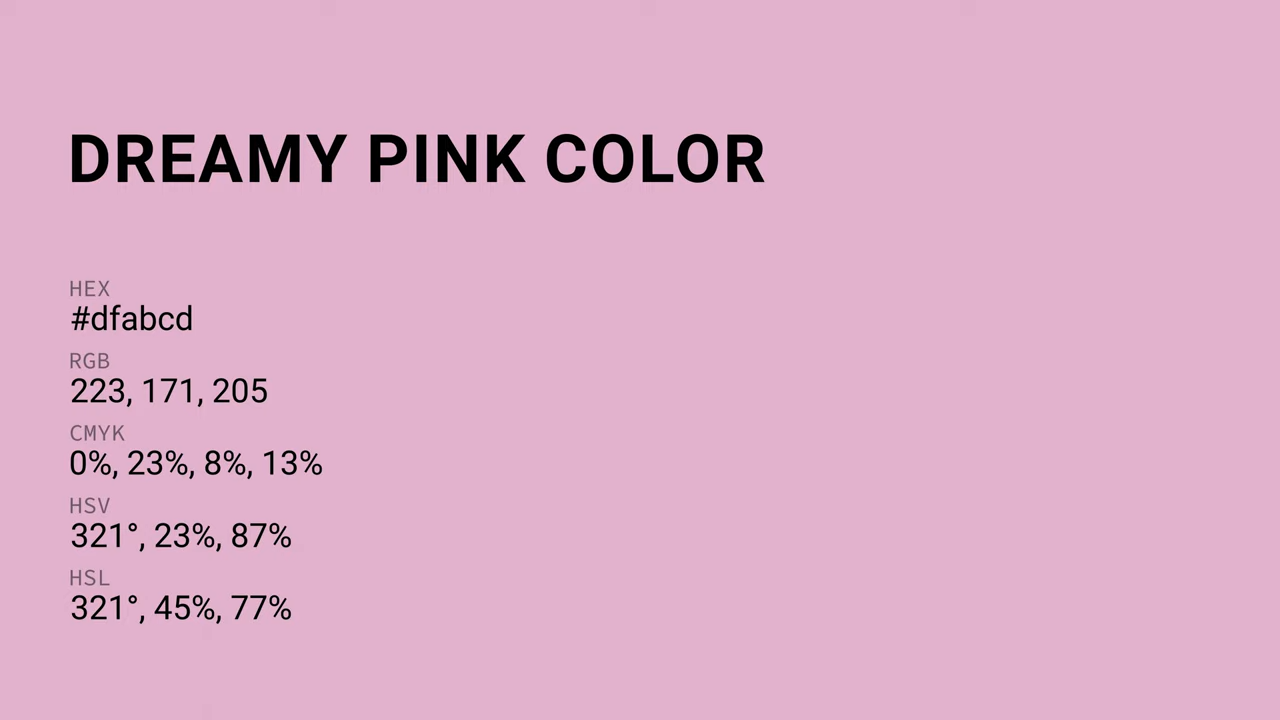 DREAMY PINK COLOR
HEX
#dfabcd
RGB
223, 171, 205
CMYK
0%, 23%, 8%, 13%
HSV
321°, 23%, 87%
HSL
321°, 45%, 77%